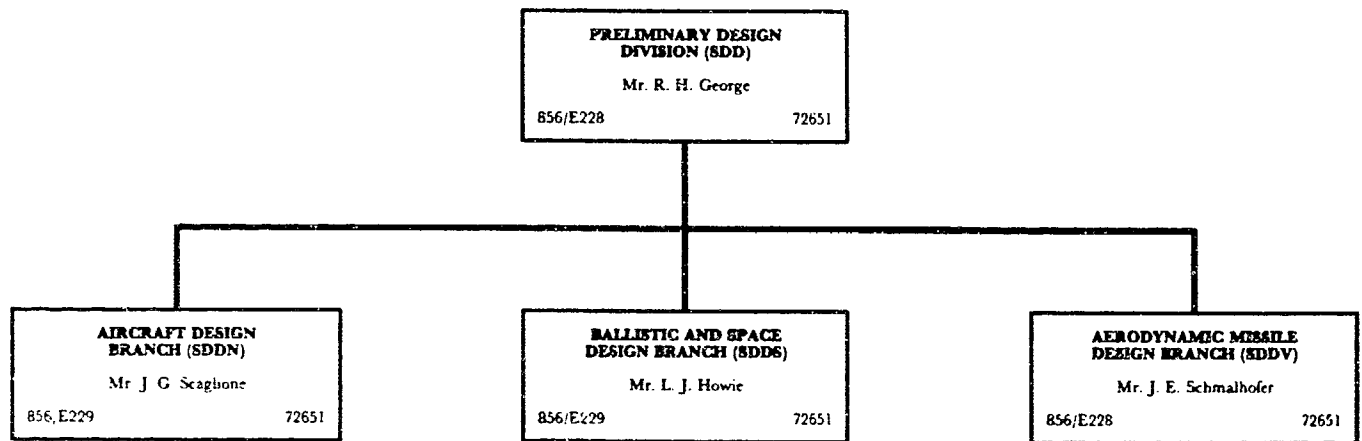 PRELIMINARY DESIGN
DIVISION (SDD)
Mr. R. H. George
856/E228 72651
AIRCRAFT DESIGN
BRANCH (SDDN)
Mr J G Scaglione
856,E229 72651
BALLISTIC AND SPACE
DESIGN BRANCH (SDDS)
Mr. L. J. Howie
856/E229 72651
AERODYNAMIC MISSILE
DESIGN BRANCH (SDDV)
Mr. J. E. Schmalhofer
856/E228 72651